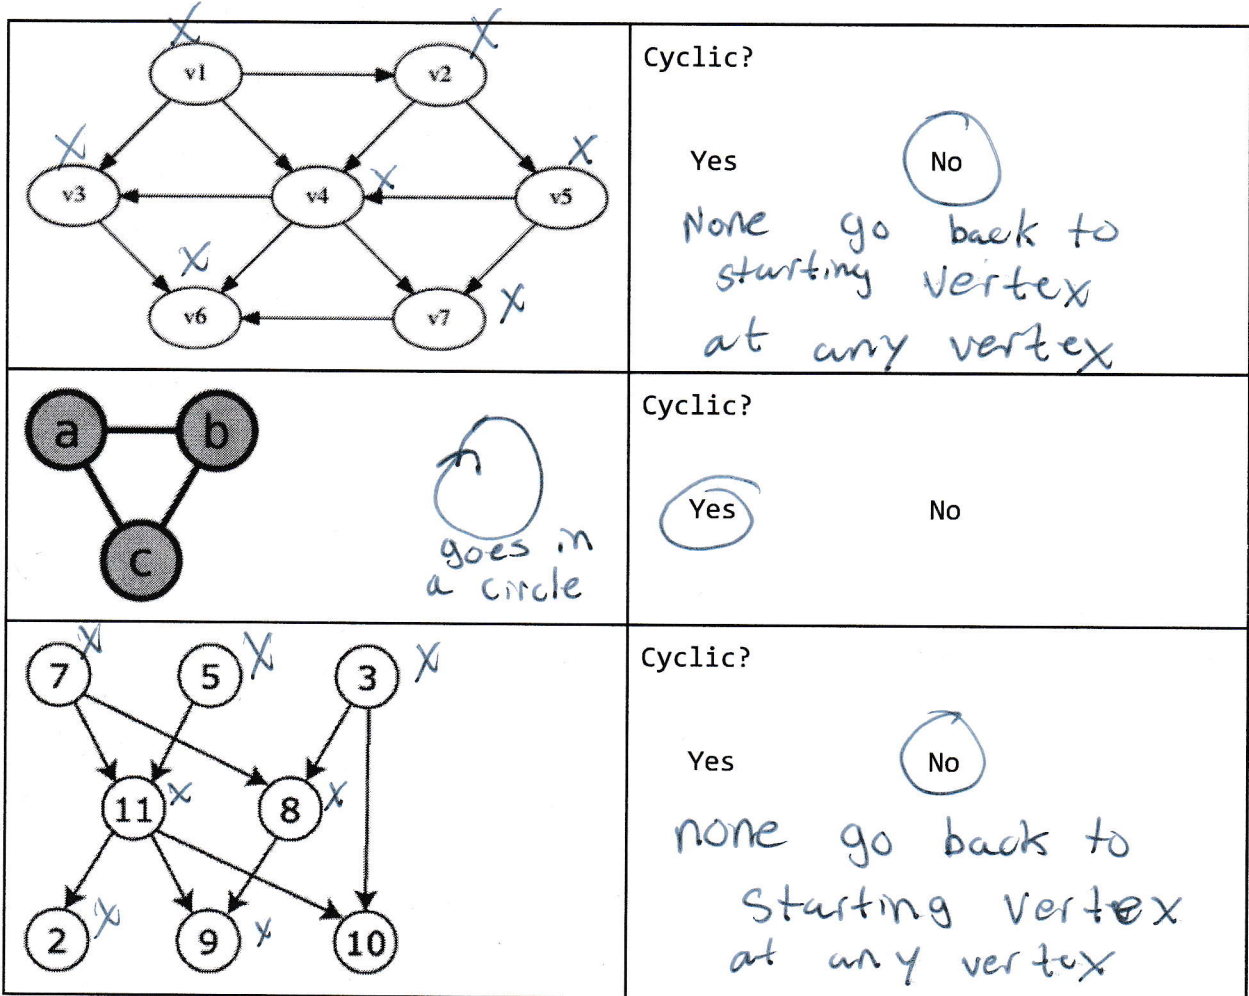 X
X
v1
v2
Cyclic?
X
X
Yes
No
v3
v4
X
v5
None go back to
starting vertex
at any vertex
X
v6
v7
X
a
b
Cyclic?
c
goes in
a circle
Yes
No
X
X
X
7
5
3
Cyclic?
Yes
No
11
X
8
X
none go back to
starting vertex
at any vertex
2
X
9
X
10